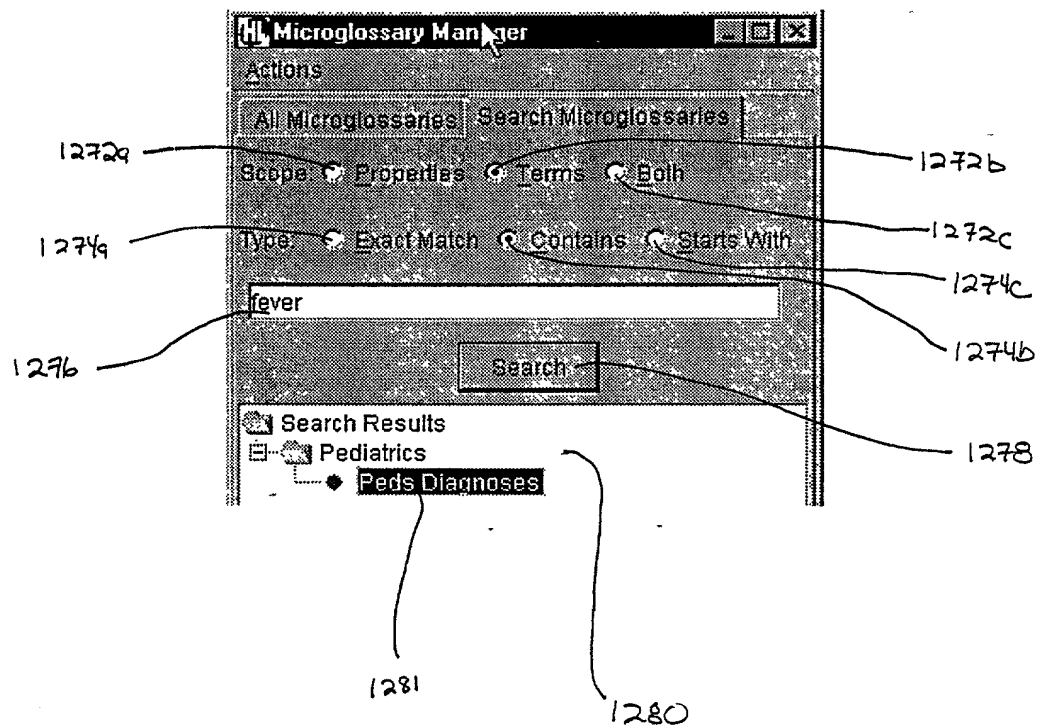 HL Microglossary Manager
Actions
All Microglossaries Search Microglossaries
1272a
1272b
Scope: Properties Terms Both
1272c
1274a
Type: Exact Match Contains Starts With
1274c
fever
1274b
1276
Search
Search Results
1278
Pediatrics
Peds Diagnoses
1281
1280